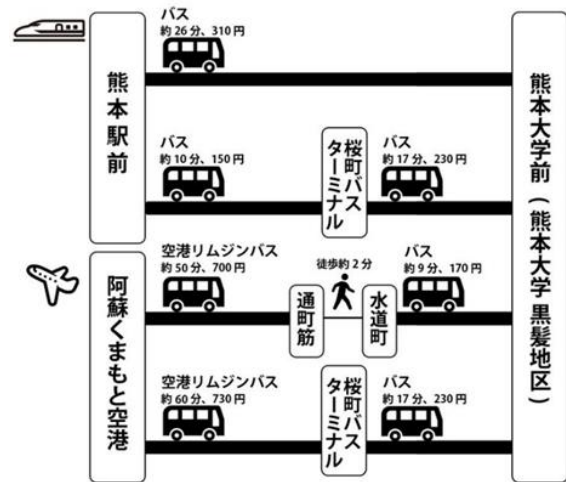 熊本駅前
バス
約26分、310円
バス
約10分、150円
桜町バス
ターミナル
バス
約17分、230円
阿蘇くまもと空港
空港リムジンバス
約50分、700円
通町筋
徒歩約2分
水道町
バス
約9分、170円
空港リムジンバス
約60分、730円
桜町バス
ターミナル
バス
約17分、230円
熊本大学前(熊本大学 黒髪地区)